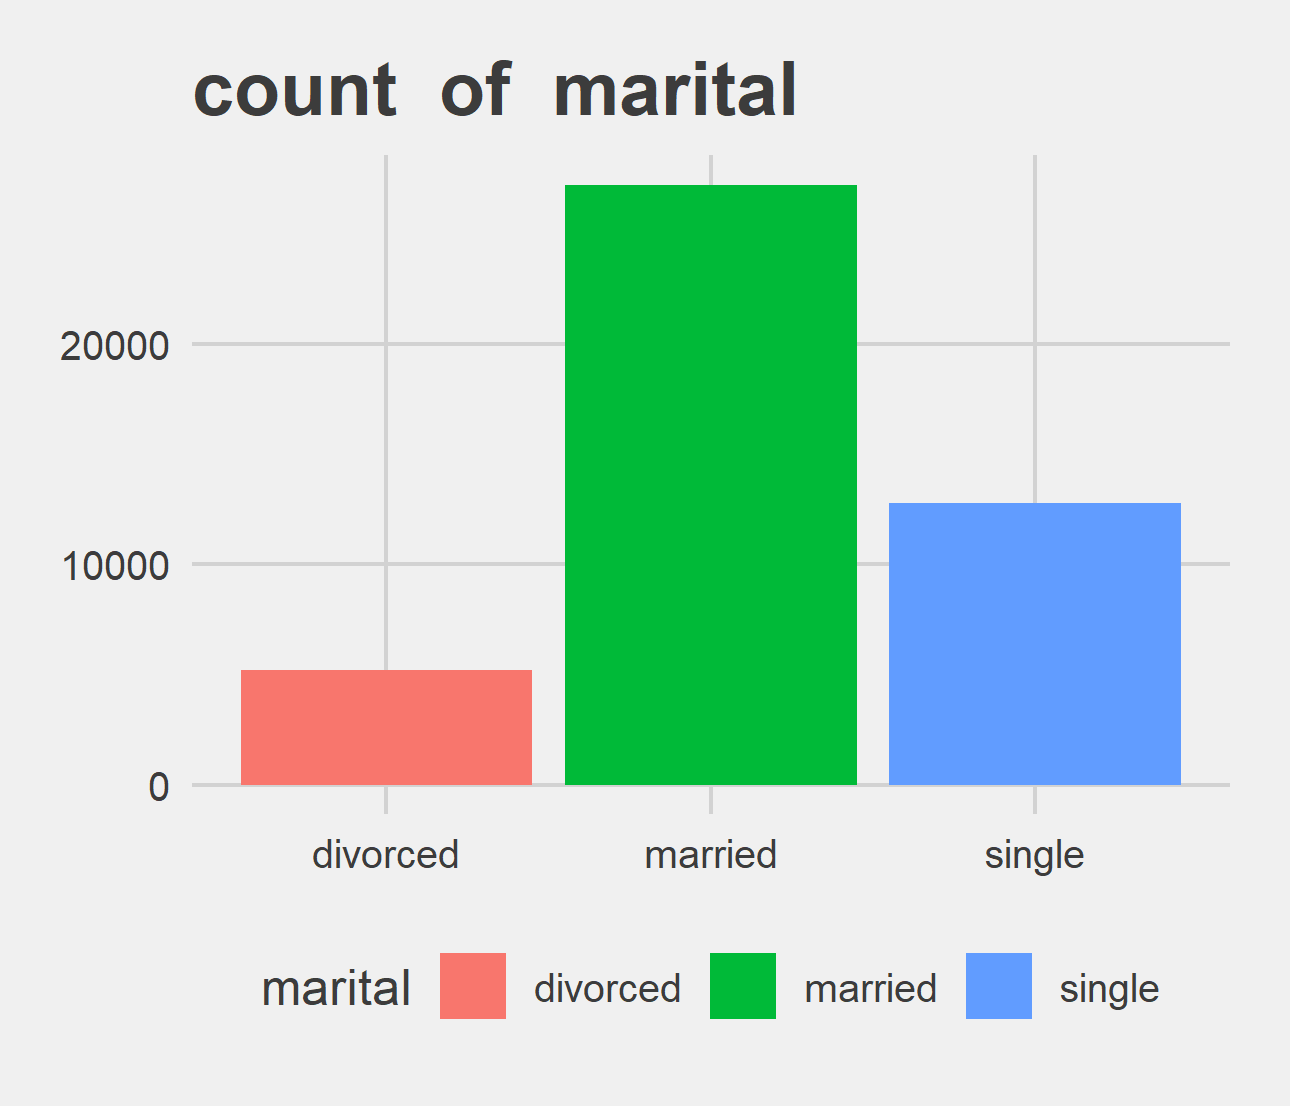 count of marital
20000
10000
0
divorced married single
marital divorced married single